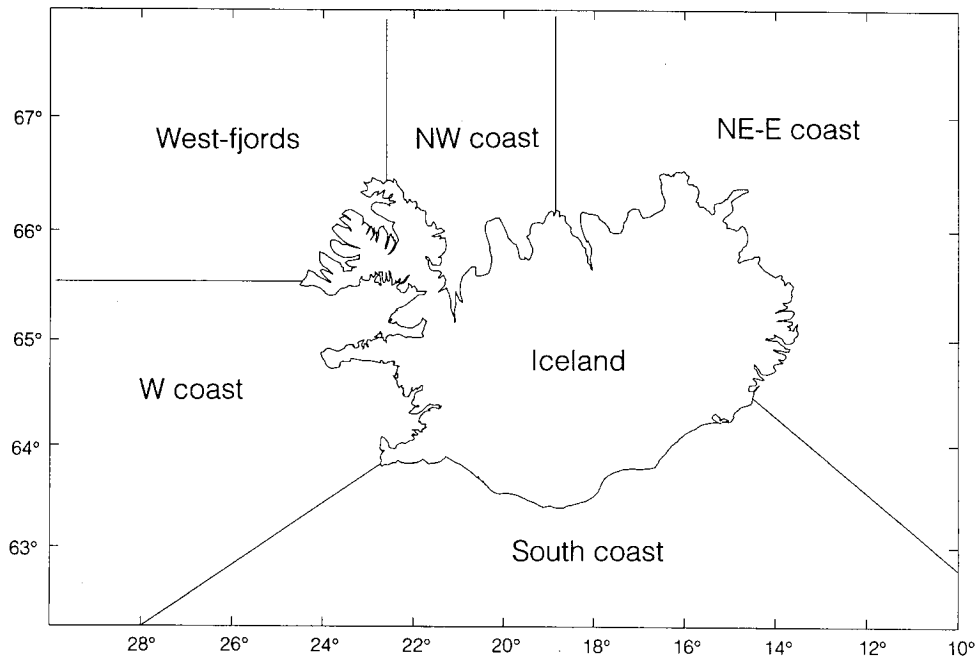 67°
West-fjords
NW coast
NE-E coast
66°
65°
Iceland
W coast
64°
63°
South coast
28°
26°
24°
22°
20°
18°
16°
14°
12°
10°